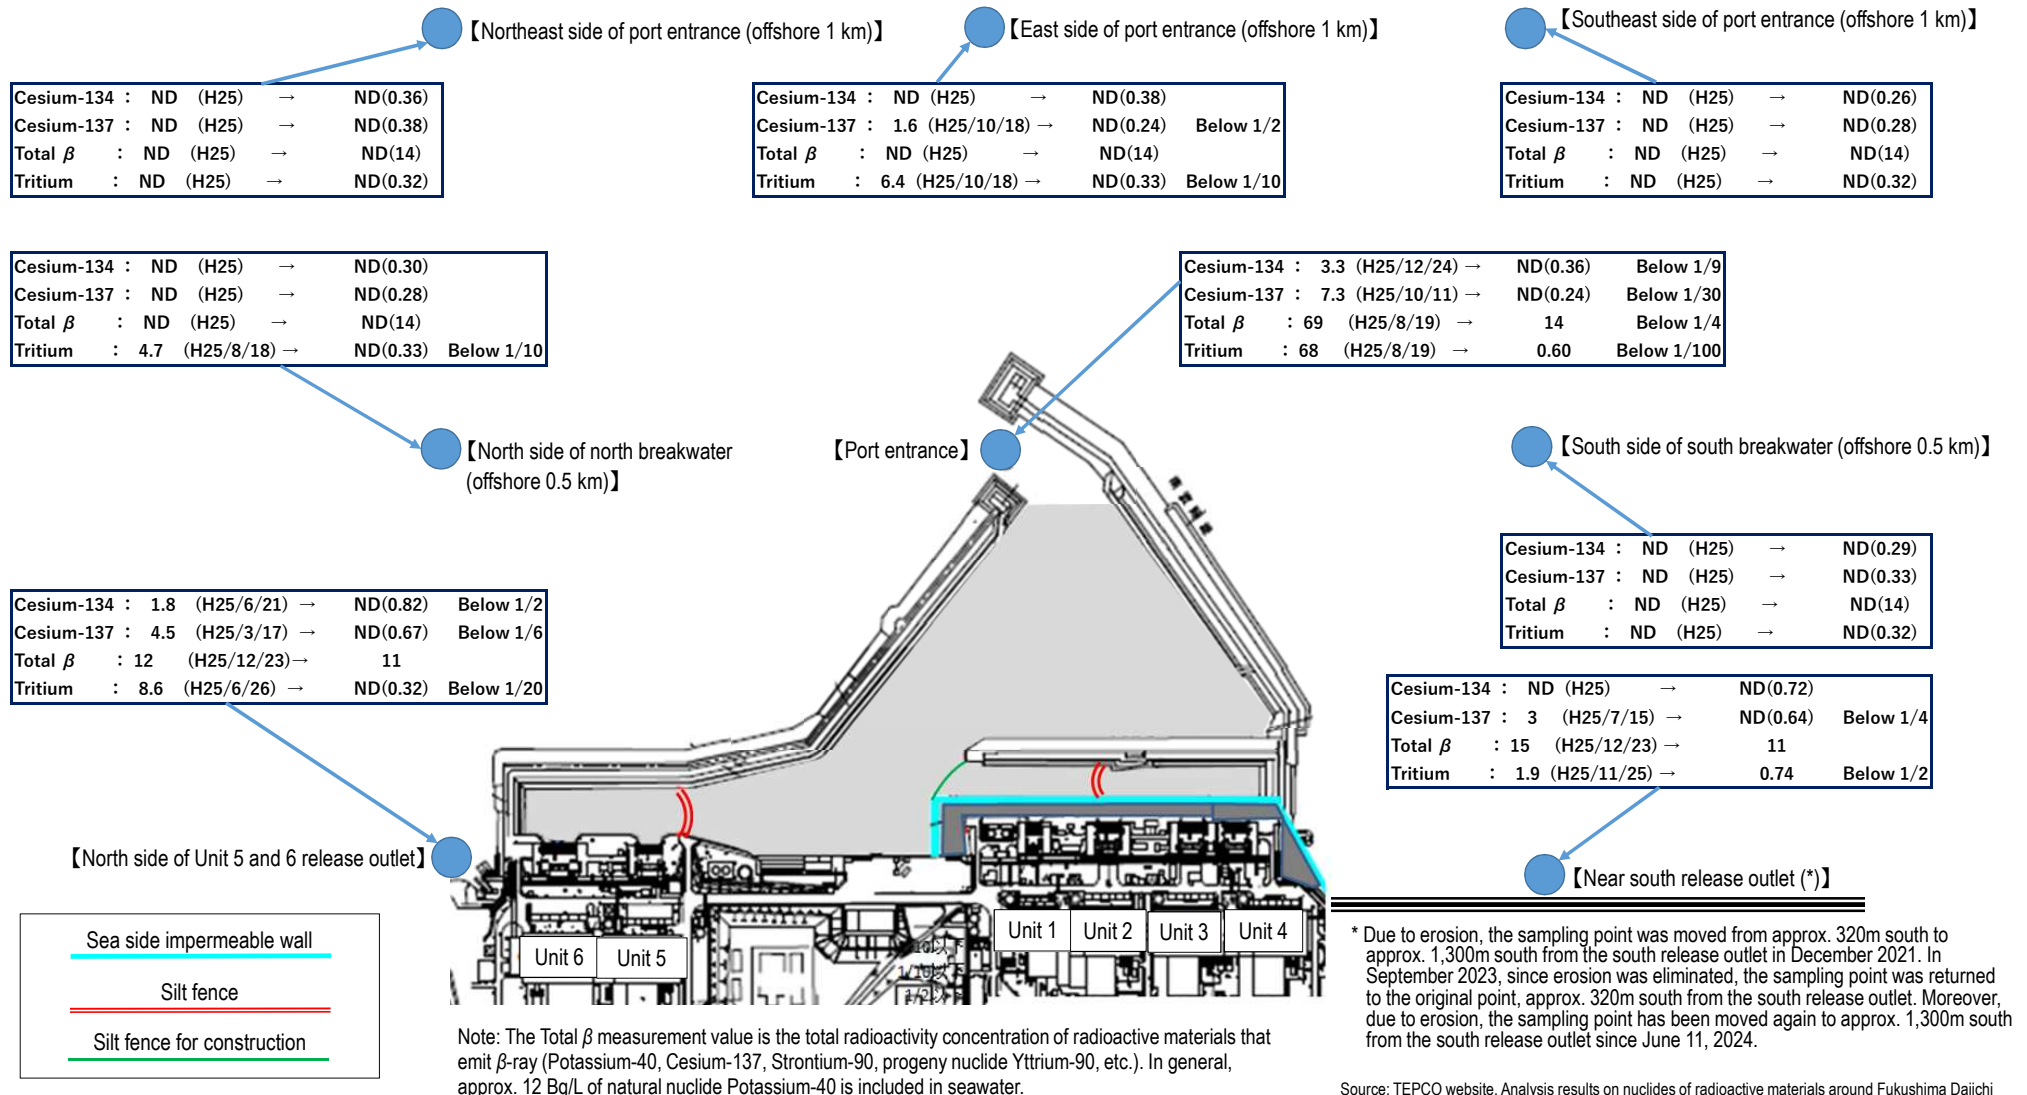 【Northeast side of port entrance (offshore 1 km)】
Cesium-134 : ND (H25) → ND(0.36)
Cesium-137 : ND (H25) → ND(0.38)
Total β : ND (H25) → ND(14)
Tritium : ND (H25) → ND(0.32)
【East side of port entrance (offshore 1 km)】
Cesium-134 : ND (H25) → ND(0.38)
Cesium-137 : 1.6 (H25/10/18) → ND(0.24) Below 1/2
Total β : ND (H25) → ND(14)
Tritium : 6.4 (H25/10/18) → ND(0.33) Below 1/10
【Southeast side of port entrance (offshore 1 km)】
Cesium-134 : ND (H25) → ND(0.26)
Cesium-137 : ND (H25) → ND(0.28)
Total β : ND (H25) → ND(14)
Tritium : ND (H25) → ND(0.32)
Cesium-134 : ND (H25) → ND(0.30)
Cesium-137 : ND (H25) → ND(0.28)
Total β : ND (H25) → ND(14)
Tritium : 4.7 (H25/8/18) → ND(0.33) Below 1/10
【North side of north breakwater
(offshore 0.5 km)】
Cesium-134 : 3.3 (H25/12/24) → ND(0.36) Below 1/9
Cesium-137 : 7.3 (H25/10/11) → ND(0.24) Below 1/30
Total β : 69 (H25/8/19) → 14 Below 1/4
Tritium : 68 (H25/8/19) → 0.60 Below 1/100
【Port entrance】
【South side of south breakwater (offshore 0.5 km)】
Cesium-134 : ND (H25) → ND(0.29)
Cesium-137 : ND (H25) → ND(0.33)
Total β : ND (H25) → ND(14)
Tritium : ND (H25) → ND(0.32)
Cesium-134 : 1.8 (H25/6/21) → ND(0.82) Below 1/2
Cesium-137 : 4.5 (H25/3/17) → ND(0.67) Below 1/6
Total β : 12 (H25/12/23)→ 11
Tritium : 8.6 (H25/6/26) → ND(0.32) Below 1/20
【North side of Unit 5 and 6 release outlet】
Cesium-134 : ND (H25) → ND(0.72)
Cesium-137 : 3 (H25/7/15) → ND(0.64) Below 1/4
Total β : 15 (H25/12/23) → 11
Tritium : 1.9 (H25/11/25) → 0.74 Below 1/2
【Near south release outlet (*)】
Unit 6
Unit 5
Unit 1
Unit 2
Unit 3
Unit 4
Sea side impermeable wall
Silt fence
Silt fence for construction
* Due to erosion, the sampling point was moved from approx. 320m south to
approx. 1,300m south from the south release outlet in December 2021. In
September 2023, since erosion was eliminated, the sampling point was returned
to the original point, approx. 320m south from the south release outlet. Moreover,
due to erosion, the sampling point has been moved again to approx. 1,300m south
from the south release outlet since June 11, 2024.
Note: The Total β measurement value is the total radioactivity concentration of radioactive materials that
emit β-ray (Potassium-40, Cesium-137, Strontium-90, progeny nuclide Yttrium-90, etc.). In general,
approx. 12 Bq/L of natural nuclide Potassium-40 is included in seawater.
Source: TEPCO website, Analysis results on nuclides of radioactive materials around Fukushima Daiichi